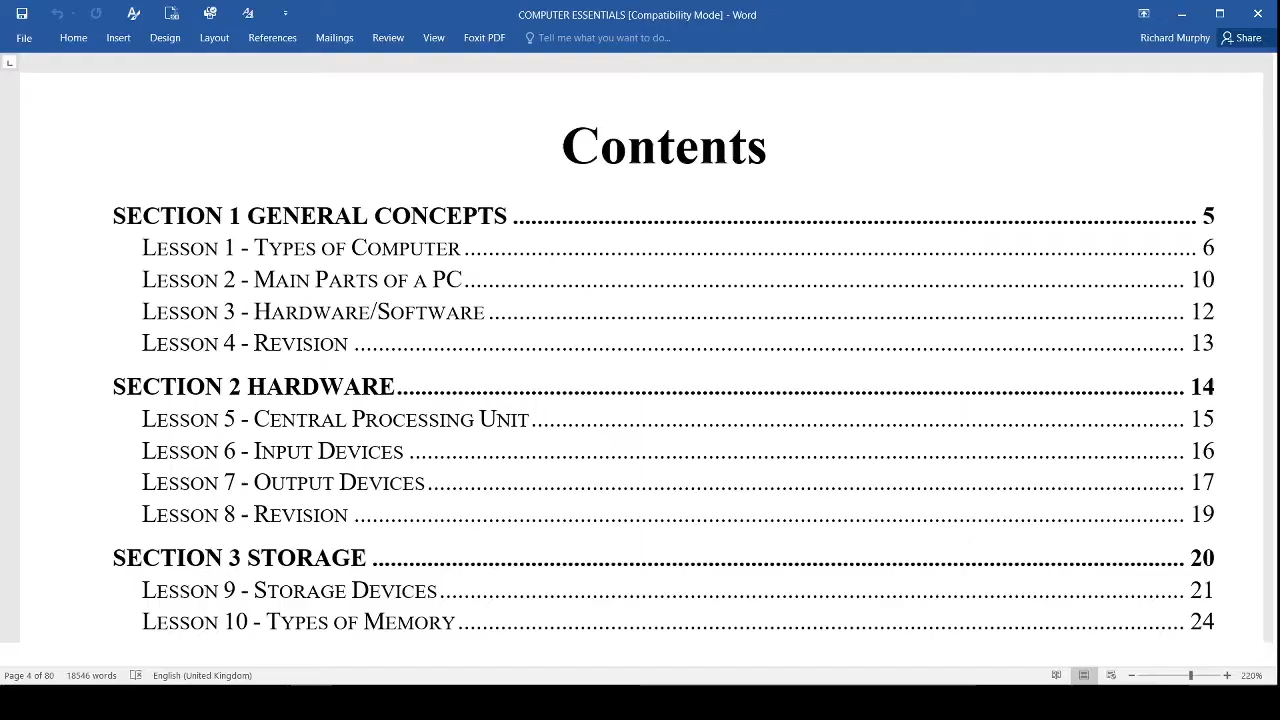 COMPUTER ESSENTIALS [Compatibility Mode] - Word
File Home Insert Design Layout References Mailings Review View Foxit PDF Tell me what you want to do... Richard Murphy Share
Contents
SECTION 1 GENERAL CONCEPTS ........ 5
LESSON 1 - TYPES OF COMPUTER ........ 6
LESSON 2 - MAIN PARTS OF A PC ........ 10
LESSON 3 - HARDWARE/SOFTWARE ........ 12
LESSON 4 - REVISION ........ 13
SECTION 2 HARDWARE ........ 14
LESSON 5 - CENTRAL PROCESSING UNIT ........ 15
LESSON 6 - INPUT DEVICES ........ 16
LESSON 7 - OUTPUT DEVICES ........ 17
LESSON 8 - REVISION ........ 19
SECTION 3 STORAGE ........ 20
LESSON 9 - STORAGE DEVICES ........ 21
LESSON 10 - TYPES OF MEMORY ........ 24
Page 4 of 80 18546 words English (United Kingdom) 220%